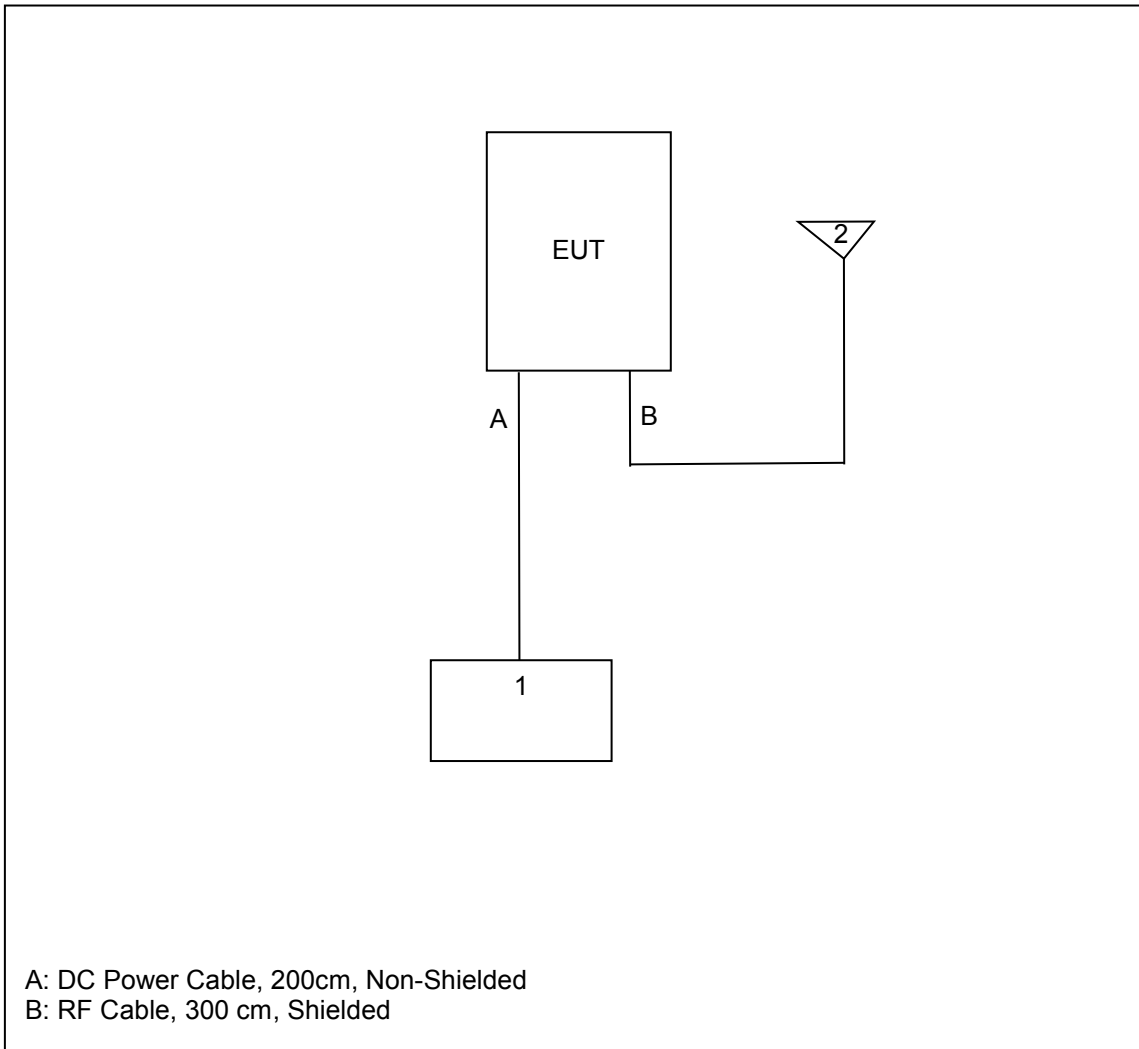 EUT
2
A
B
1
A: DC Power Cable, 200cm, Non-Shielded
B: RF Cable, 300 cm, Shielded